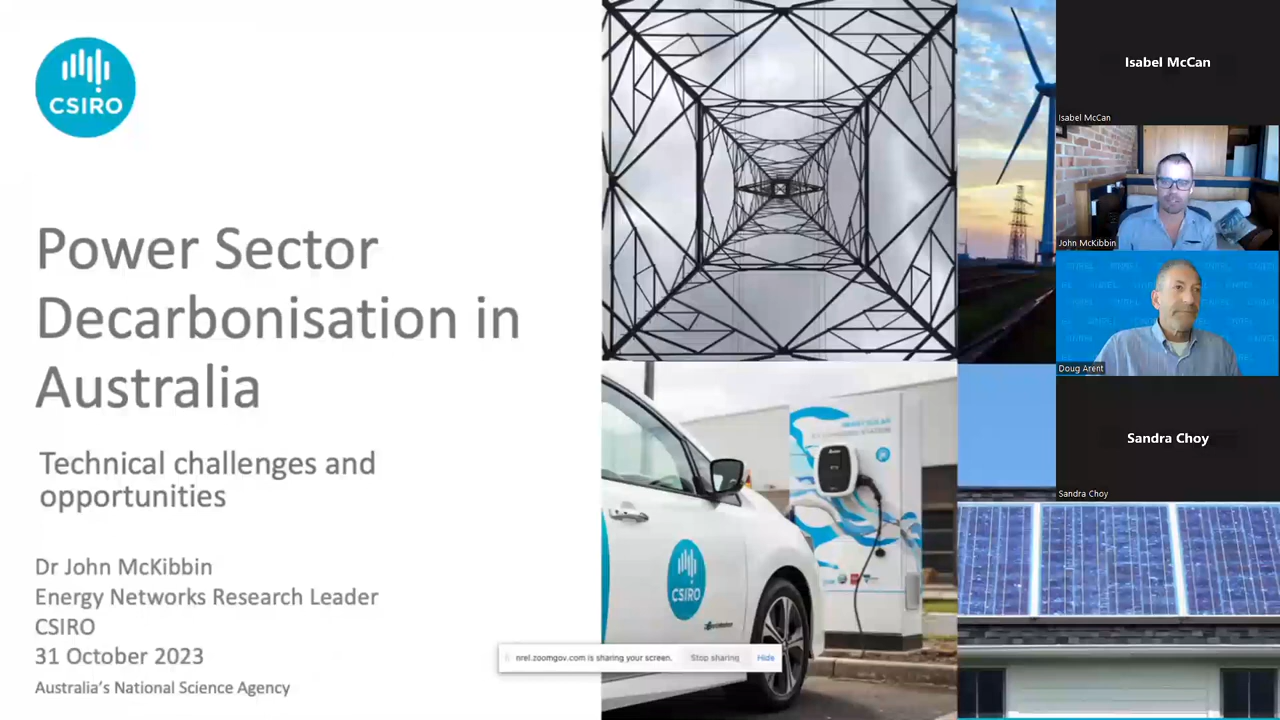 CSIRO
Power Sector
Decarbonisation in
Australia
Technical challenges and
opportunities
Dr John McKibbin
Energy Networks Research Leader
CSIRO
31 October 2023
Australia's National Science Agency
CSIRO
nrel.zoomgov.com is sharing your screen.
Stop sharing
Hide
Isabel McCan
Isabel McCan
John McKibbin
Doug Arent
Sandra Choy
Sandra Choy